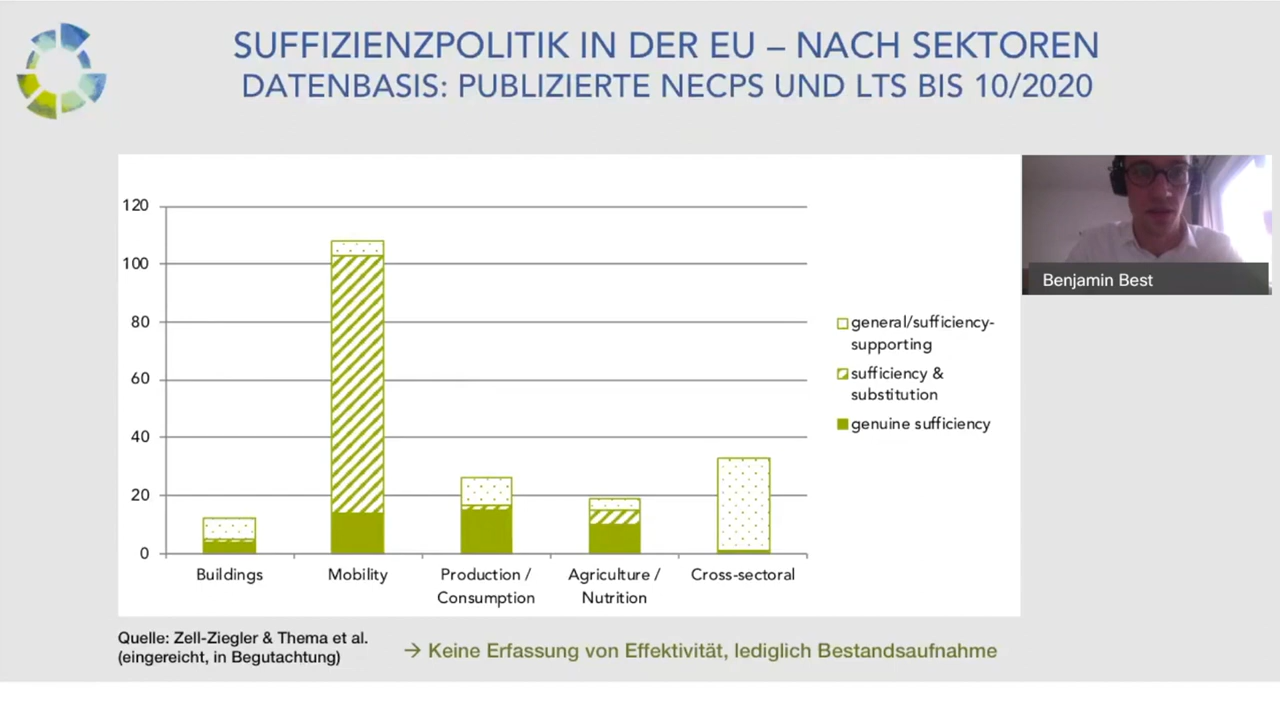 SUFFIZIENZPOLITIK IN DER EU – NACH SEKTOREN
DATENBASIS: PUBLIZIERTE NECPS UND LTS BIS 10/2020
120
100
80
60
40
20
0
Buildings
Mobility
Production /
Consumption
Agriculture /
Nutrition
Cross-sectoral
general/sufficiency-
supporting
sufficiency &
substitution
genuine sufficiency
Benjamin Best
Quelle: Zell-Ziegler & Thema et al.
(eingereicht, in Begutachtung)
→ Keine Erfassung von Effektivität, lediglich Bestandsaufnahme